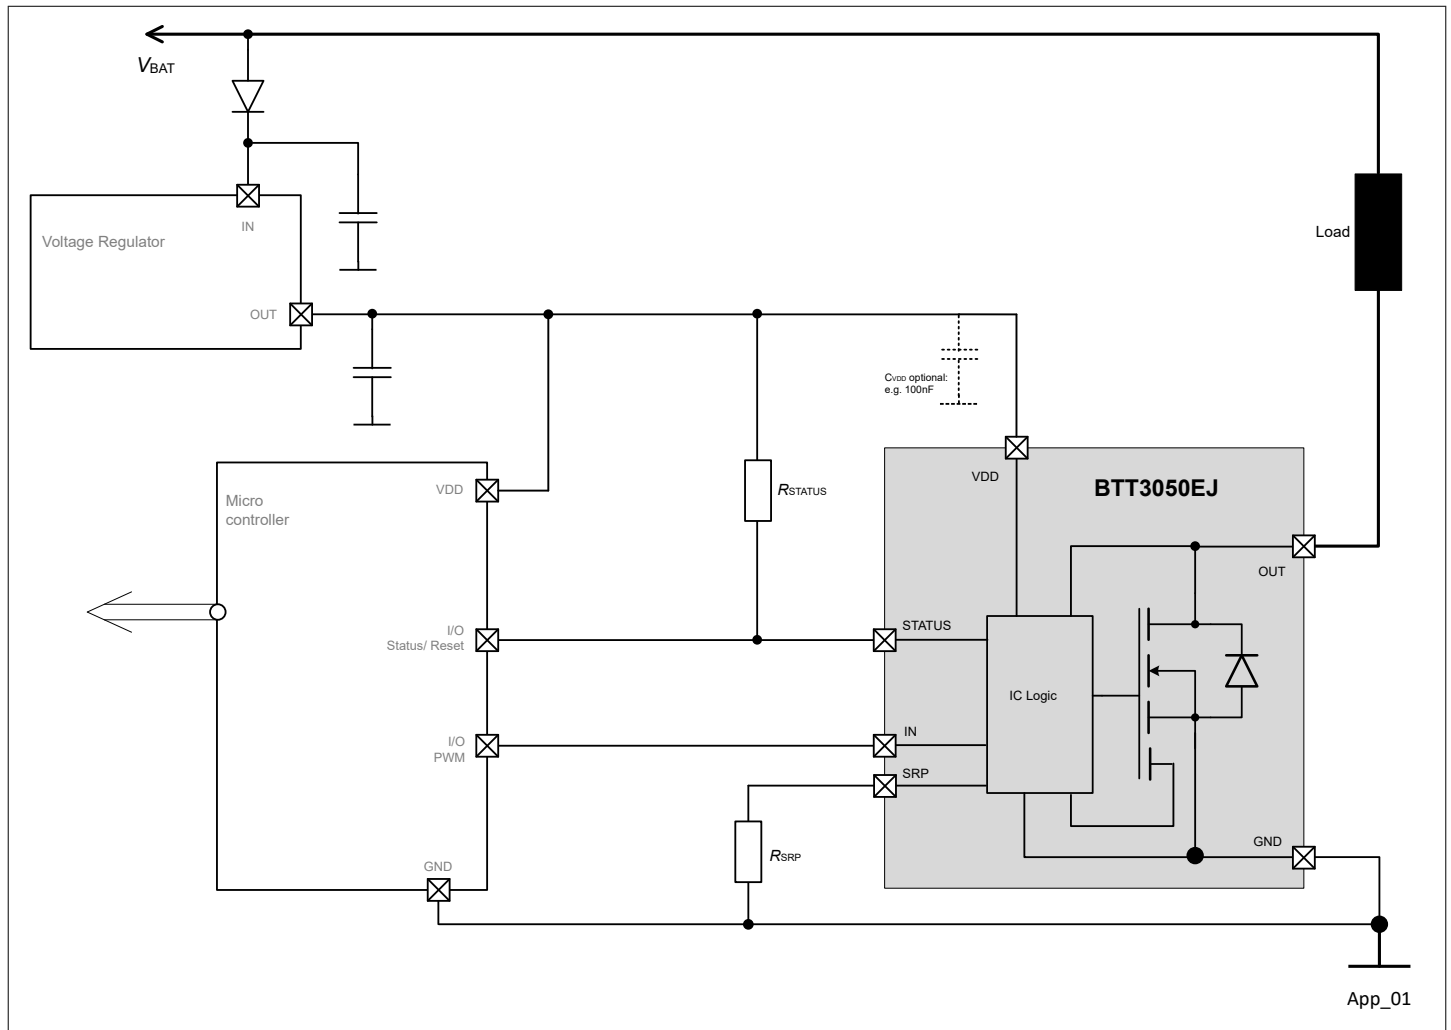 VBAT
IN
Voltage Regulator
OUT
Load
CVDD optional:
e.g. 100nF
VDD
BTT3050EJ
VDD
Micro
controller
RSTATUS
OUT
STATUS
I/O
Status/ Reset
IC Logic
IN
I/O
PWM
SRP
RSRP
GND
GND
App_01